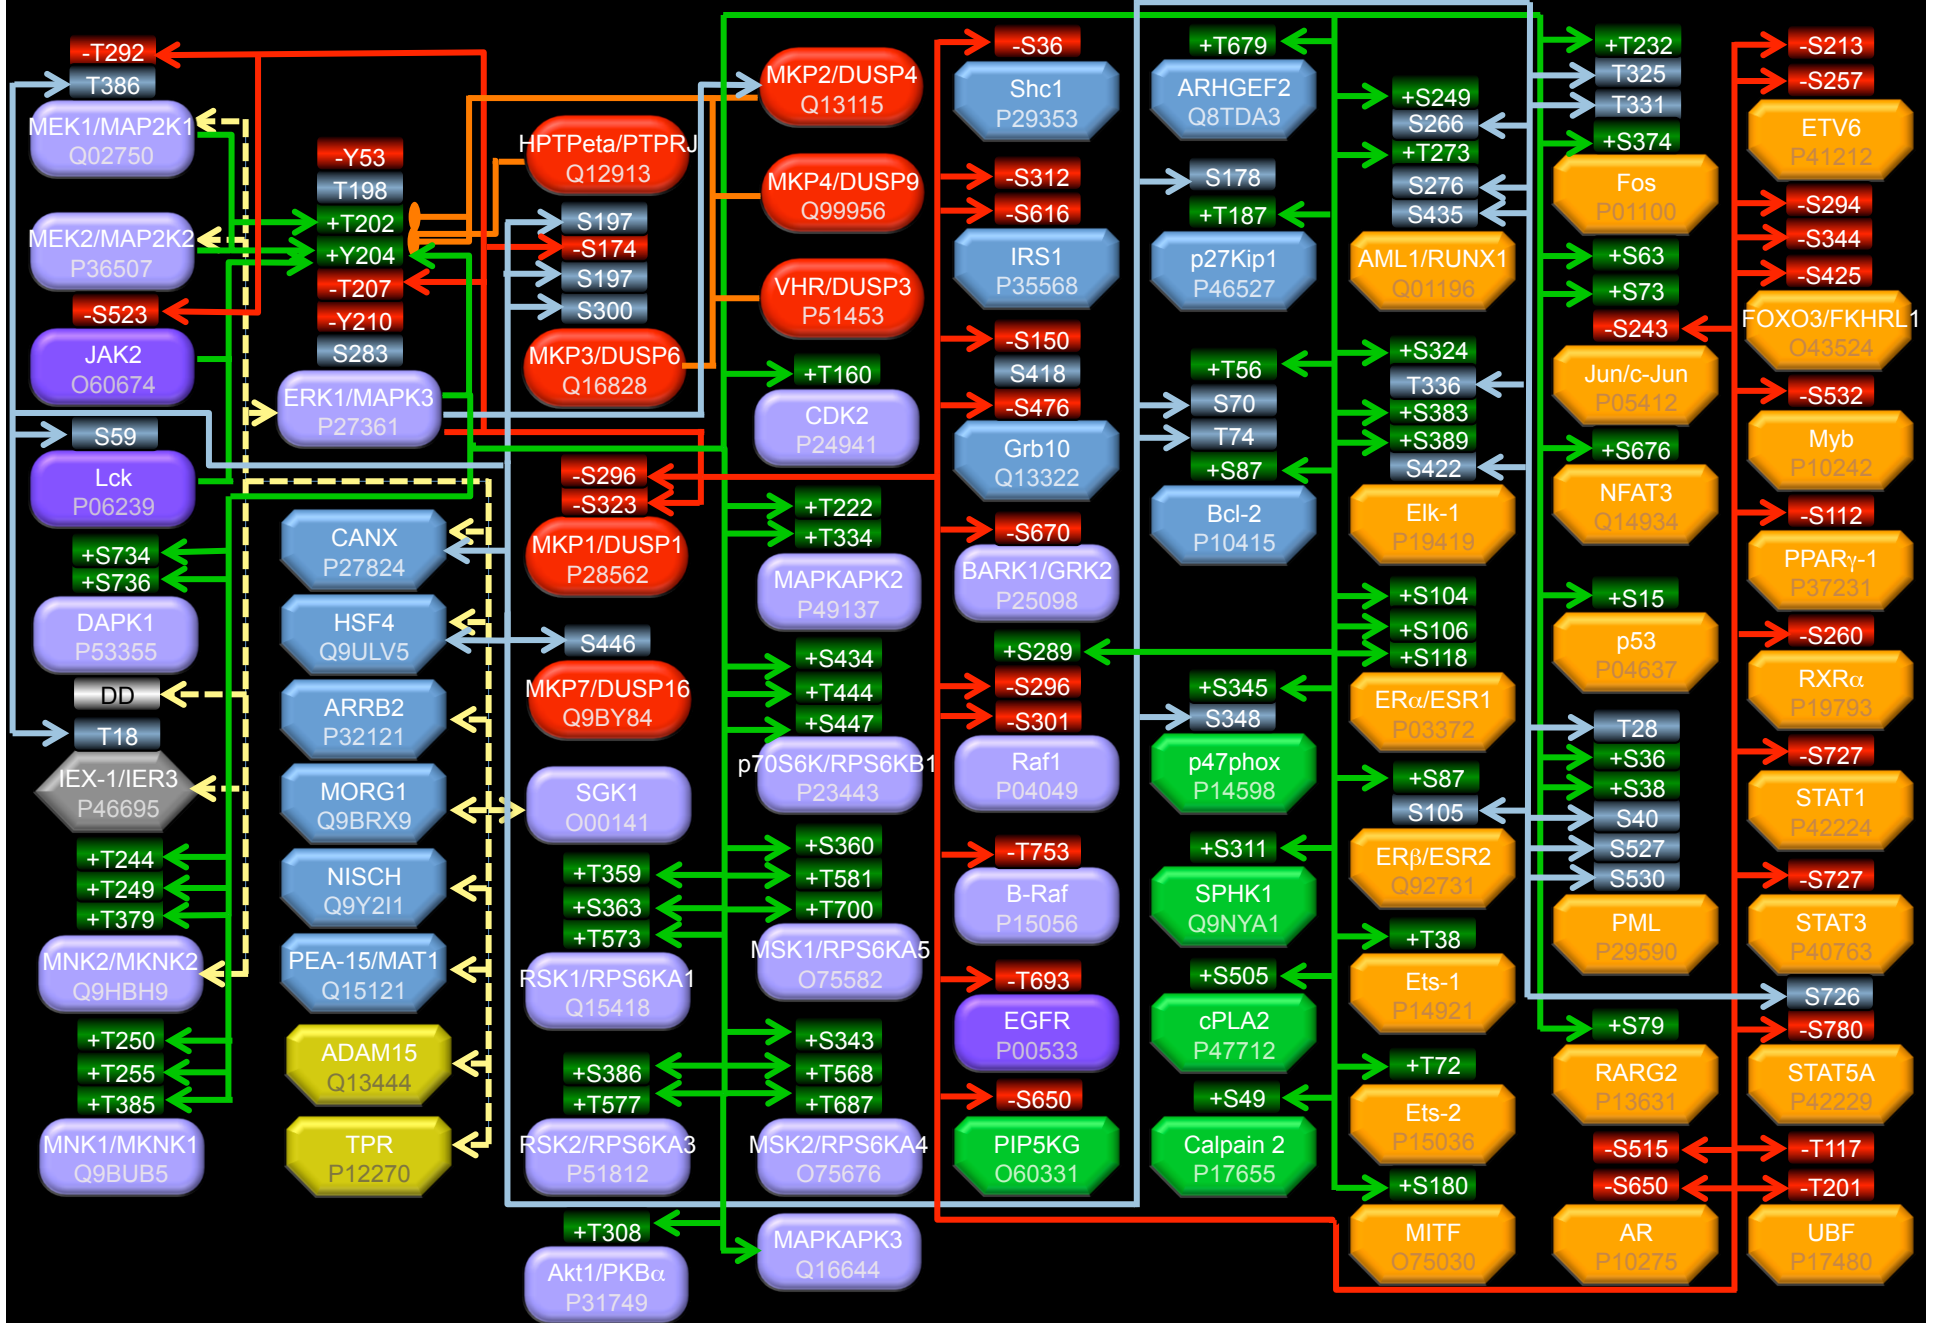 -T292
T386
MEK1/MAP2K1
Q02750
MEK2/MAP2K2
P36507
-S523
JAK2
O60674
S59
Lck
P06239
+S734
+S736
DAPK1
P53355
DD
T18
IEX-1/IER3
P46695
+T244
+T249
+T379
MNK2/MKNK2
Q9HBH9
+T250
+T255
+T385
MNK1/MKNK1
Q9BUB5
-Y53
T198
+T202
+Y204
-T207
-Y210
S283
ERK1/MAPK3
P27361
CANX
P27824
HSF4
Q9ULV5
ARRB2
P32121
MORG1
Q9BRX9
NISCH
Q9Y2I1
PEA-15/MAT1
Q15121
ADAM15
Q13444
TPR
P12270
HPTPeta/PTPRJ
Q12913
S197
-S174
S197
S300
MKP3/DUSP6
Q16828
-S296
-S323
MKP1/DUSP1
P28562
S446
MKP7/DUSP16
Q9BY84
SGK1
O00141
+T359
+S363
+T573
RSK1/RPS6KA1
Q15418
+S386
+T577
RSK2/RPS6KA3
P51812
+T308
Akt1/PKBα
P31749
MKP2/DUSP4
Q13115
MKP4/DUSP9
Q99956
VHR/DUSP3
P51453
+T160
CDK2
P24941
+T222
+T334
MAPKAPK2
P49137
+S434
+T444
+S447
p70S6K/RPS6KB1
P23443
+S360
+T581
+T700
MSK1/RPS6KA5
O75582
+S343
+T568
+T687
MSK2/RPS6KA4
O75676
MAPKAPK3
Q16644
-S36
Shc1
P29353
-S312
-S616
IRS1
P35568
-S150
S418
-S476
Grb10
Q13322
-S670
BARK1/GRK2
P25098
+S289
-S296
-S301
Raf1
P04049
-T753
B-Raf
P15056
-T693
EGFR
P00533
-S650
PIP5KG
O60331
+T679
ARHGEF2
Q8TDA3
S178
+T187
p27Kip1
P46527
+T56
S70
T74
+S87
Bcl-2
P10415
+S345
S348
p47phox
P14598
+S311
SPHK1
Q9NYA1
+S505
cPLA2
P47712
+S49
Calpain 2
P17655
+S249
S266
+T273
S276
S435
AML1/RUNX1
Q01196
+S324
T336
+S383
+S389
S422
Elk-1
P19419
+S104
+S106
+S118
ERα/ESR1
P03372
+S87
S105
ERβ/ESR2
Q92731
+T38
Ets-1
P14921
+T72
Ets-2
P15036
+S180
MITF
O75030
+T232
T325
T331
+S374
Fos
P01100
+S63
+S73
-S243
Jun/c-Jun
P05412
+S676
NFAT3
Q14934
+S15
p53
P04637
T28
+S36
+S38
S40
S527
S530
PML
P29590
+S79
RARG2
P13631
-S515
-S650
AR
P10275
-S213
-S257
ETV6
P41212
-S294
-S344
-S425
FOXO3/FKHRL1
O43524
-S532
Myb
P10242
-S112
PPARγ-1
P37231
-S260
RXRα
P19793
-S727
STAT1
P42224
-S727
STAT3
P40763
S726
-S780
STAT5A
P42229
-T117
-T201
UBF
P17480